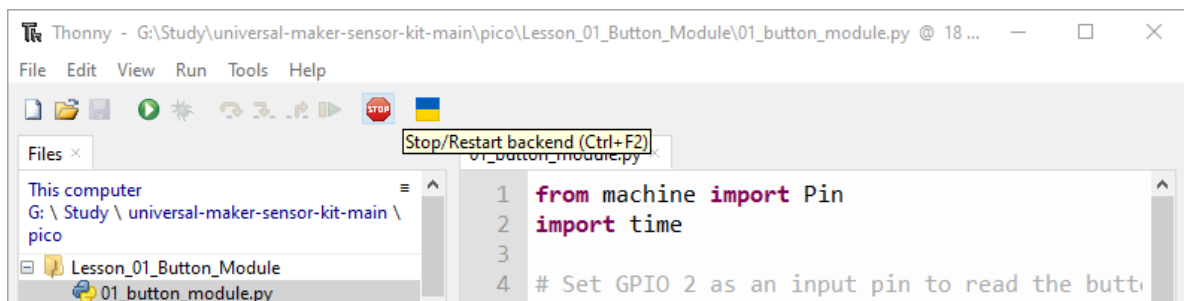 Thonny - G:\Study\universal-maker-sensor-kit-main\pico\Lesson_01_Button_Module\01_button_module.py @ 18 ...
File Edit View Run Tools Help
STOP
Stop/Restart backend (Ctrl+F2)
Files
01_button_module.py
This computer
G: \ Study \ universal-maker-sensor-kit-main \
pico
Lesson_01_Button_Module
01_button_module.py
1 from machine import Pin
2 import time
3
4 # Set GPIO 2 as an input pin to read the butt